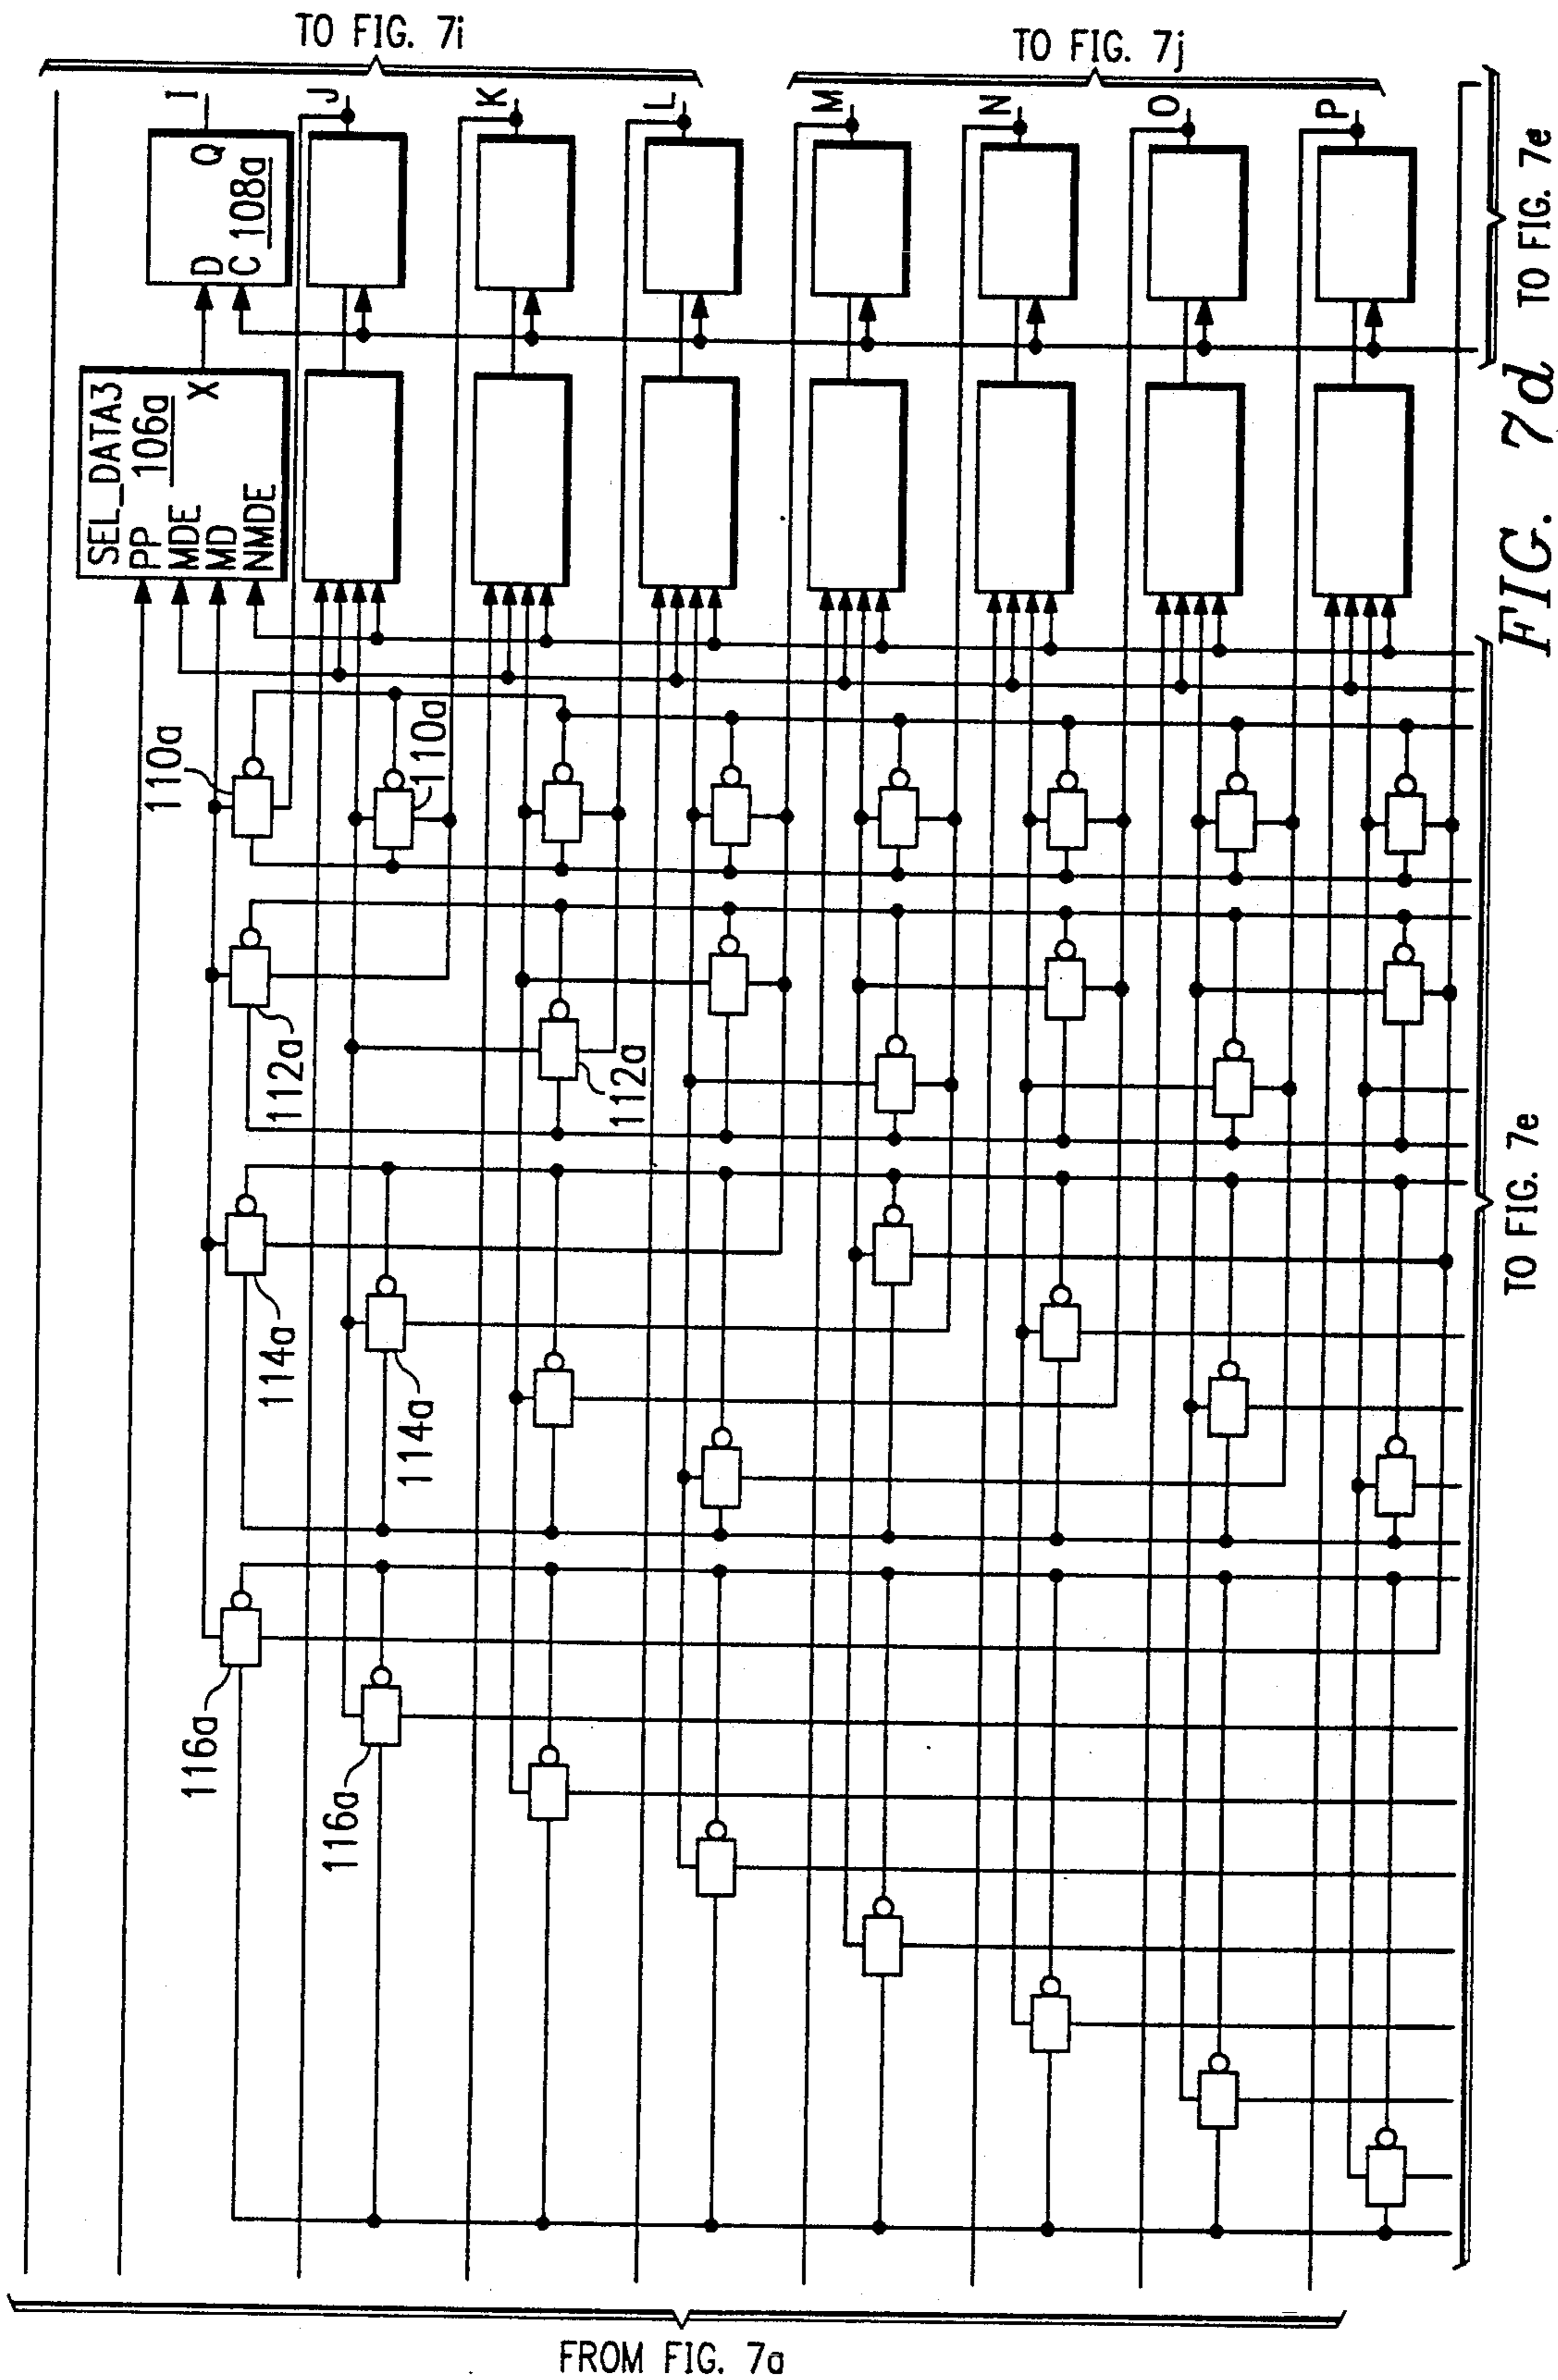 TO FIG. 7i
TO FIG. 7j
I
J
K
L
M
N
O
P
Q
D
C 108a
TO FIG. 7e
SEL_DATA3
106a
X
PP
MDE
MD
NMDE
FIG. 7d
110a
110a
112a
112a
114a
114a
TO FIG. 7e
116a
116a
FROM FIG. 7a